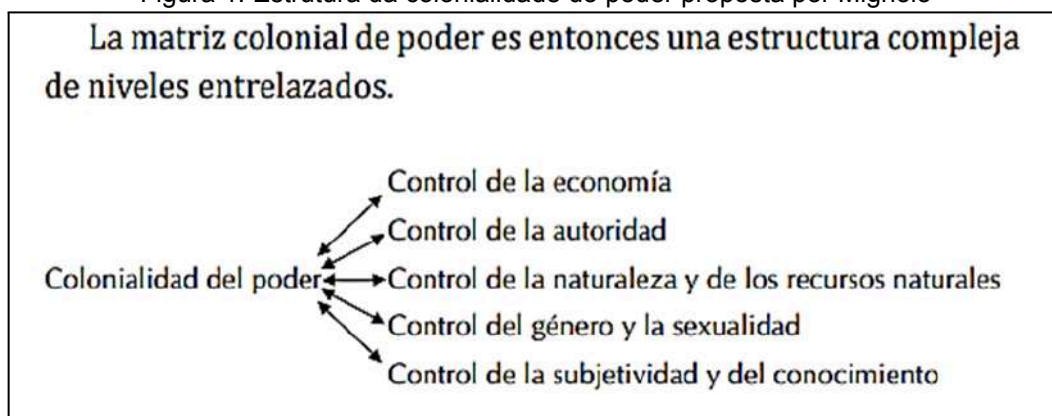 Figura 1: Estrutura da colonialidade do poder proposta por Mignolo
La matriz colonial de poder es entonces una estructura compleja
de niveles entrelazados.
Control de la economía
Control de la autoridad
Colonialidad del poder Control de la naturaleza y de los recursos naturales
Control del género y la sexualidad
Control de la subjetividad y del conocimiento